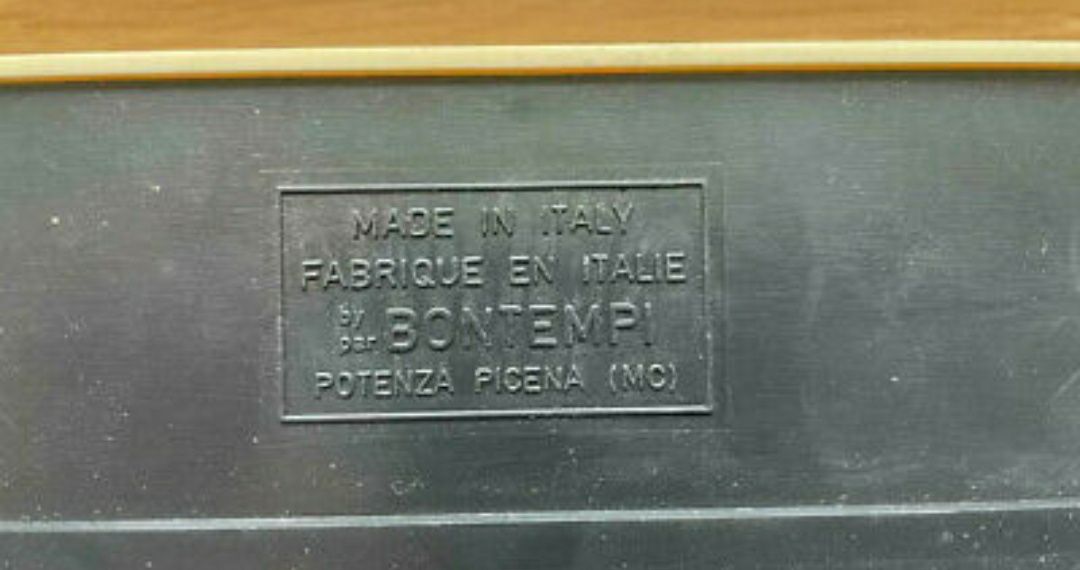 MADE IN ITALY
FABRIQUE EN ITALIE
by
par BONTEMPI
POTENZA PICENA (MC)